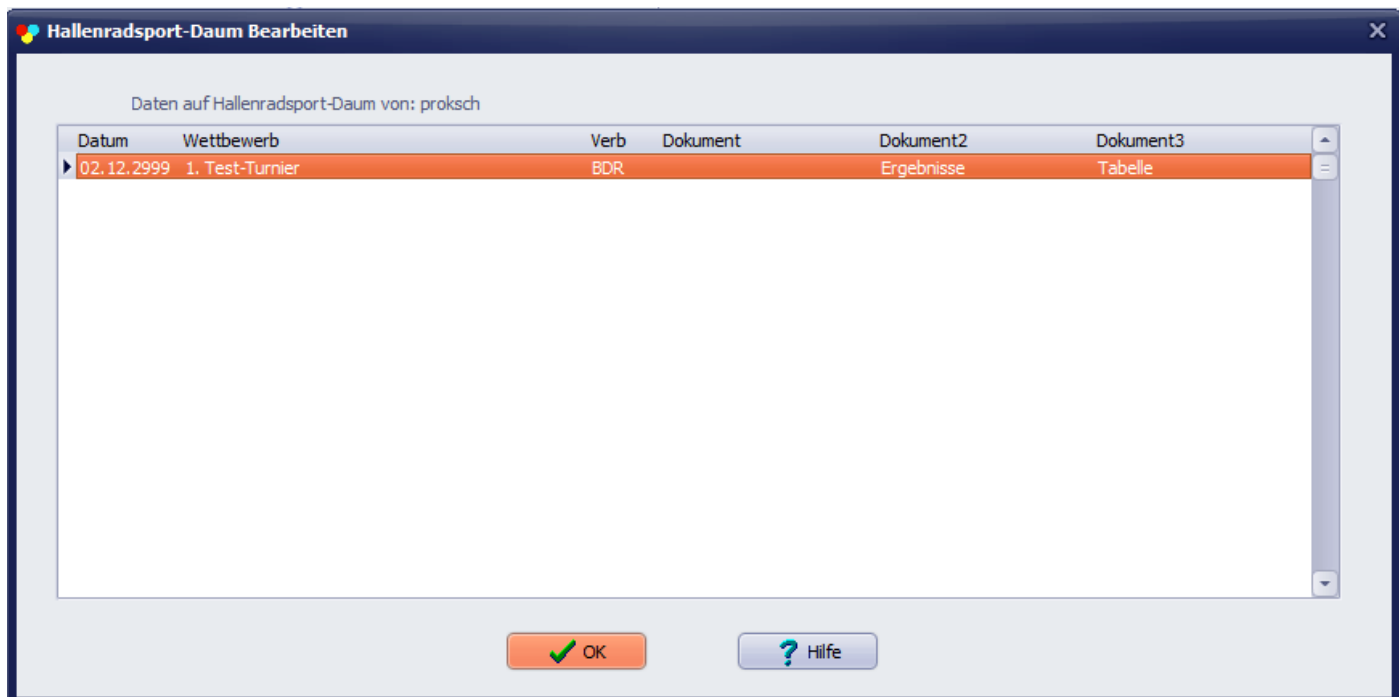 Hallenradsport-Daum Bearbeiten
Daten auf Hallenradsport-Daum von: proksch
Datum Wettbewerb Verb Dokument Dokument2 Dokument3
02.12.2999 1. Test-Turnier BDR Ergebnisse Tabelle
OK Hilfe